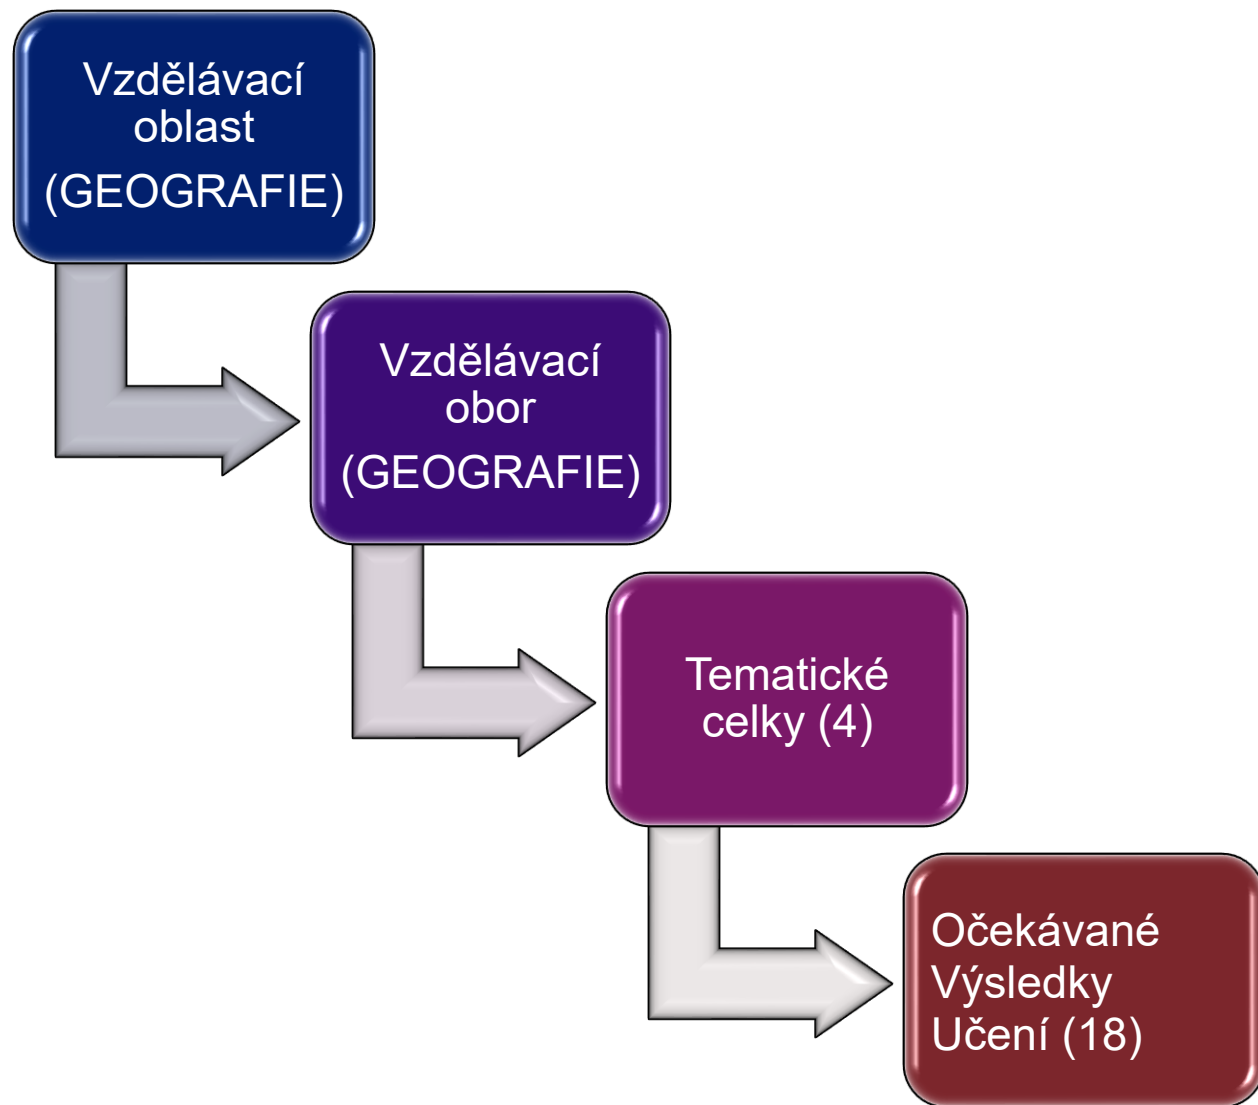 Vzdělávací
oblast
(GEOGRAFIE)
Vzdělávací
obor
(GEOGRAFIE)
Tematické
celky (4)
Očekávané
Výsledky
Učení (18)